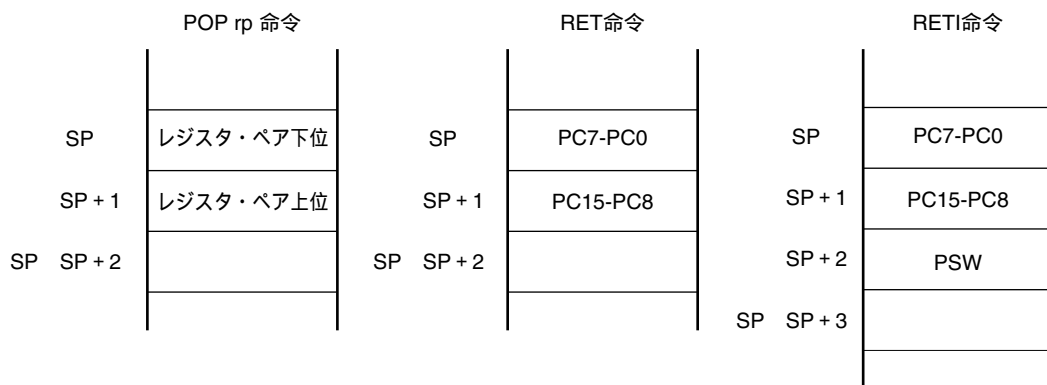 POP rp 命令
SP
レジスタ・ペア下位
SP + 1
レジスタ・ペア上位
SP SP + 2
RET命令
SP
PC7-PC0
SP + 1
PC15-PC8
SP SP + 2
RETI命令
SP
PC7-PC0
SP + 1
PC15-PC8
SP + 2
PSW
SP SP + 3